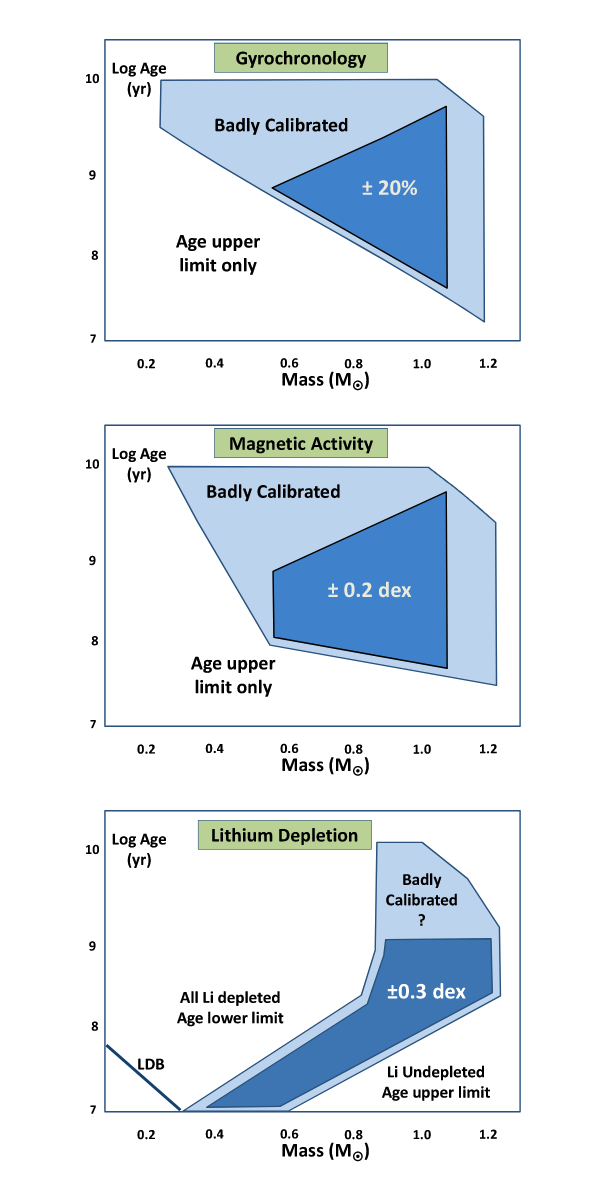 Gyrochronology
Log Age
(yr)
10
Badly Calibrated
9
± 20%
Age upper
limit only
8
7
0.2 0.4 0.6 0.8 1.0 1.2
Mass (M☉)
Magnetic Activity
Log Age
(yr)
10
Badly Calibrated
9
± 0.2 dex
8
Age upper
limit only
7
0.2 0.4 0.6 0.8 1.0 1.2
Mass (M☉)
Lithium Depletion
Log Age
(yr)
10
Badly
Calibrated
?
9
±0.3 dex
All Li depleted
Age lower limit
8
LDB
Li Undepleted
Age upper limit
7
0.2 0.4 0.6 0.8 1.0 1.2
Mass (M☉)